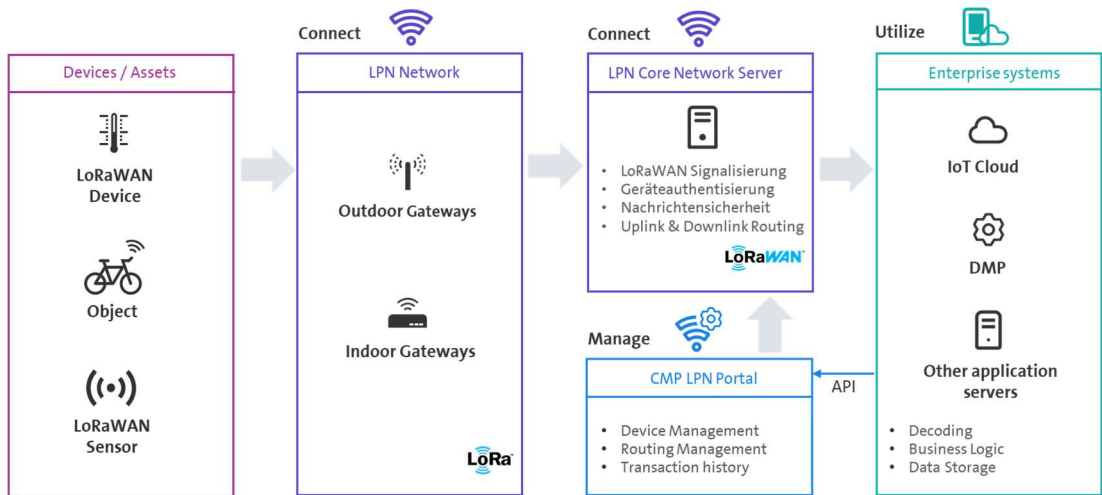 Connect
Connect
Utilize
Devices / Assets
LoRaWAN
Device
Object
LoRaWAN
Sensor
LPN Network
Outdoor Gateways
Indoor Gateways
LoRa™
LPN Core Network Server
• LoRaWAN Signalisierung
• Geräteauthentisierung
• Nachrichtensicherheit
• Uplink & Downlink Routing
LoRaWAN™
Manage
CMP LPN Portal
• Device Management
• Routing Management
• Transaction history
API
Enterprise systems
IoT Cloud
DMP
Other application
servers
• Decoding
• Business Logic
• Data Storage